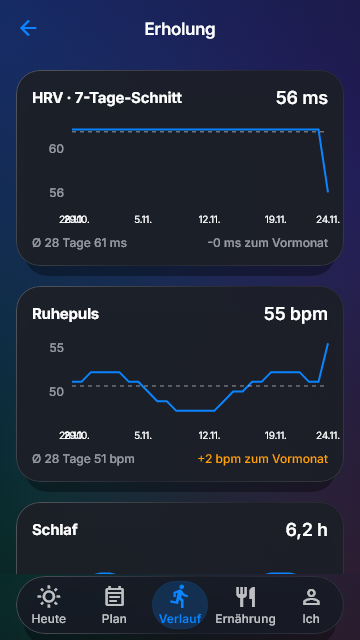 Erholung
HRV · 7-Tage-Schnitt 56 ms
60
56
5.11. 12.11. 19.11. 24.11.
Ø 28 Tage 61 ms -0 ms zum Vormonat
Ruhepuls 55 bpm
55
50
5.11. 12.11. 19.11. 24.11.
Ø 28 Tage 51 bpm +2 bpm zum Vormonat
Schlaf 6,2 h
Heute Plan Verlauf Ernährung Ich